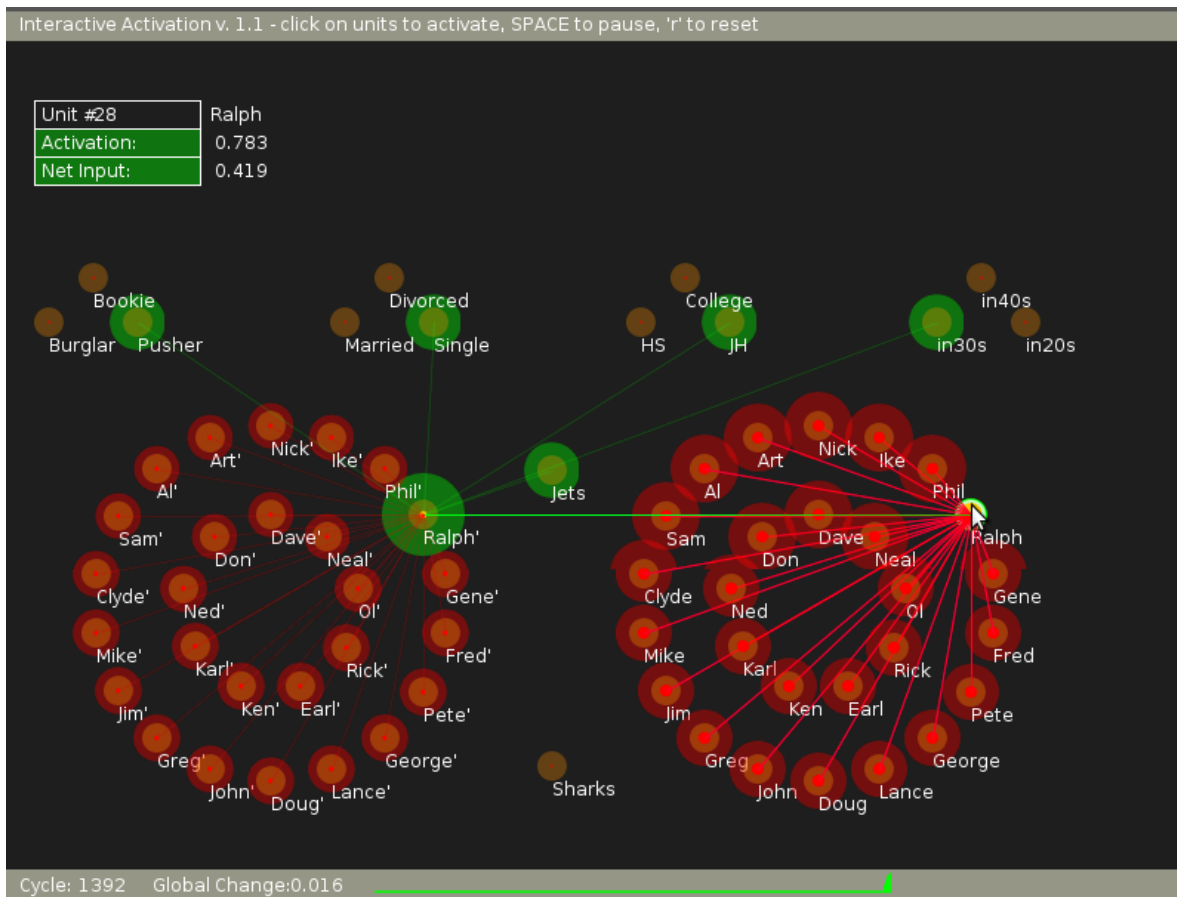 Interactive Activation v. 1.1 - click on units to activate, SPACE to pause, 'r' to reset
Unit #28 Ralph
Activation: 0.783
Net Input: 0.419
Bookie Divorced College in40s
Burglar Pusher Married Single HS JH in30s in20s
Nick' Ike' Nick Ike
Art' Art
Al' Phil' Jets Al Phil
Sam' Dave' Ralph' Sam Dave Ralph
Don' Neal' Don Neal
Clyde' Gene' Clyde Gene
Ned' Ol' Ned Ol
Mike' Fred' Mike Fred
Karl' Rick' Karl Rick
Jim' Ken' Earl' Pete' Jim Ken Earl Pete
Greg' George' Greg George
John' Lance' Sharks John Lance
Doug' Doug
Cycle: 1392 Global Change:0.016